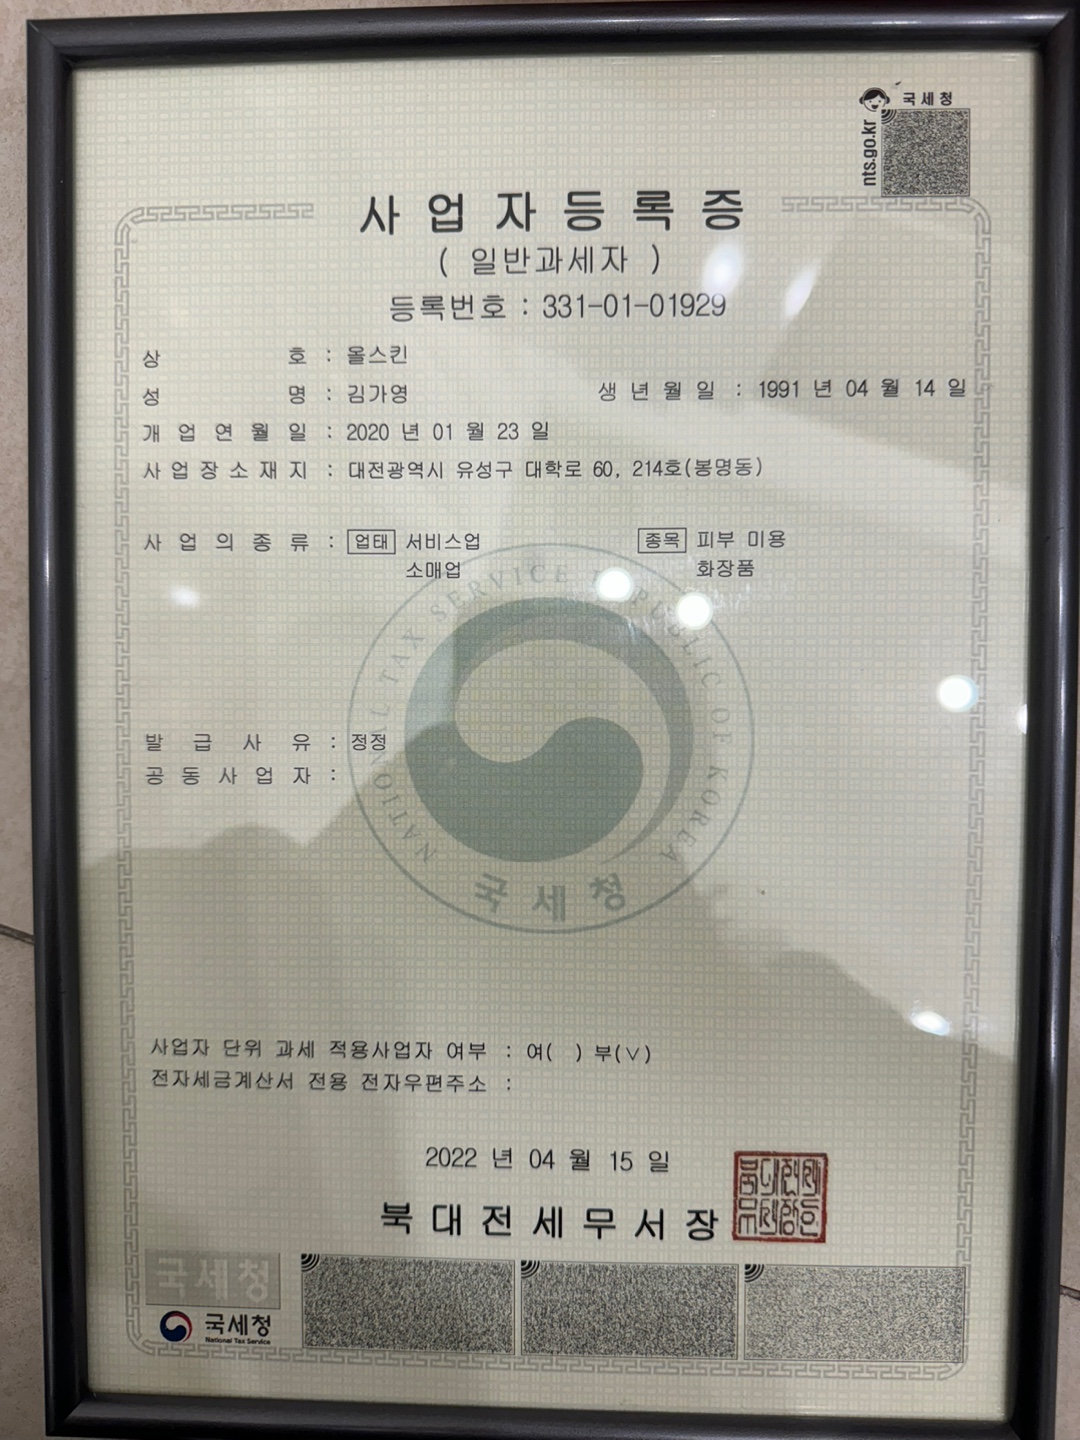 국세청
nts.go.kr
사업자등록증
( 일반과세자 )
등록번호 : 331-01-01929
상 호 : 올스킨
성 명 : 김가영 생년월일 : 1991 년 04 월 14 일
개업연월일 : 2020 년 01 월 23 일
사업장소재지 : 대전광역시 유성구 대학로 60, 214호(봉명동)
사업의종류 : 업태 서비스업 종목 피부 미용
소매업 화장품
NATIONAL TAX SERVICE REPUBLIC OF KOREA
국세청
발급사유 : 정정
공동사업자 :
사업자 단위 과세 적용사업자 여부 : 여( ) 부(∨)
전자세금계산서 전용 전자우편주소 :
2022 년 04 월 15 일
북대전세무서장
국세청
국세청
National Tax Service